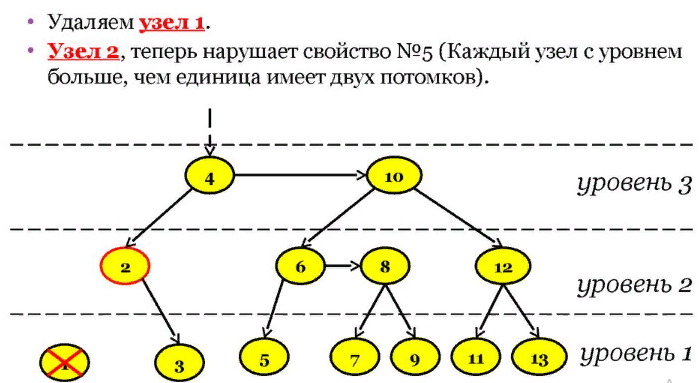 • Удаляем узел 1.
• Узел 2, теперь нарушает свойство №5 (Каждый узел с уровнем
больше, чем единица имеет двух потомков).
4 10 уровень 3
2 6 8 12 уровень 2
1 3 5 7 9 11 13 уровень 1